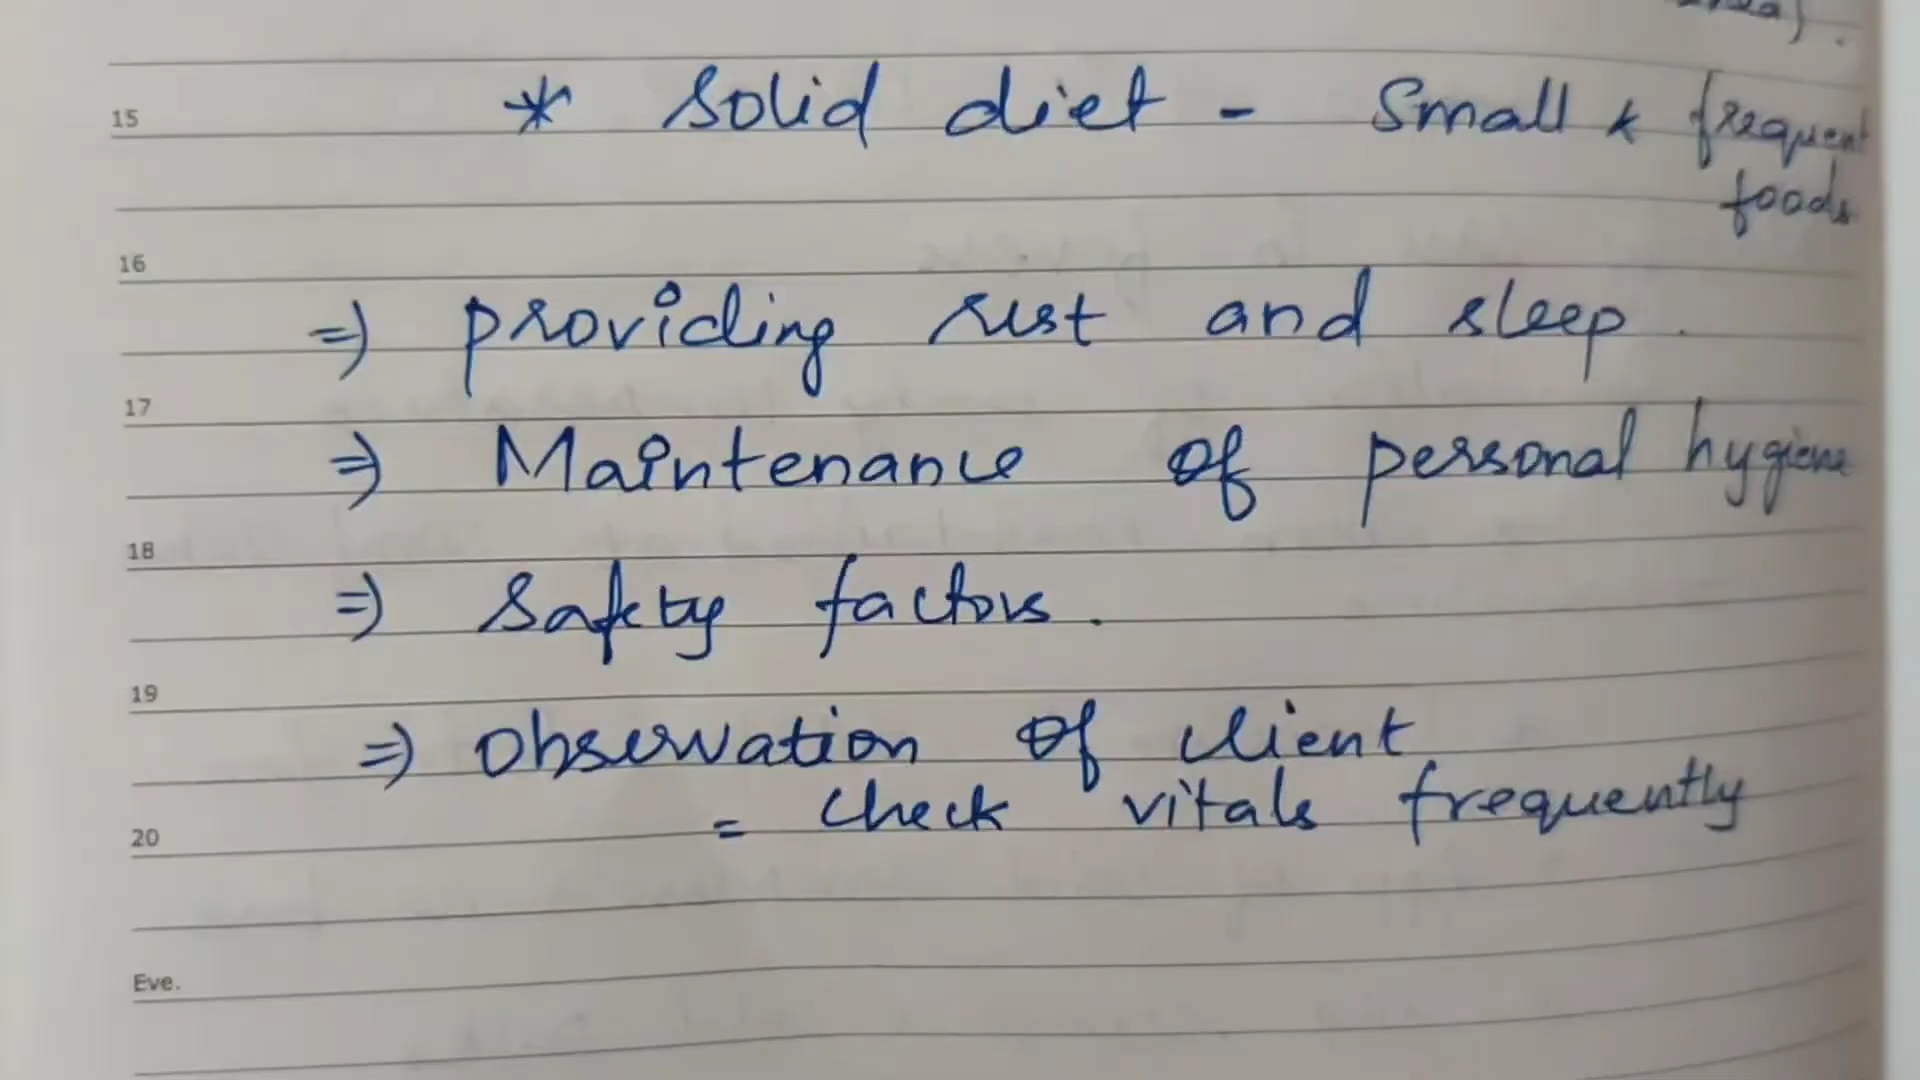 15 * Solid diet - Small & frequent
foods
16
=) providing rest and sleep.
17
=) Maintenance of personal hygiene
18
=) Safety factors.
19
=) Observation of client
= check vitals frequently
20
Eve.